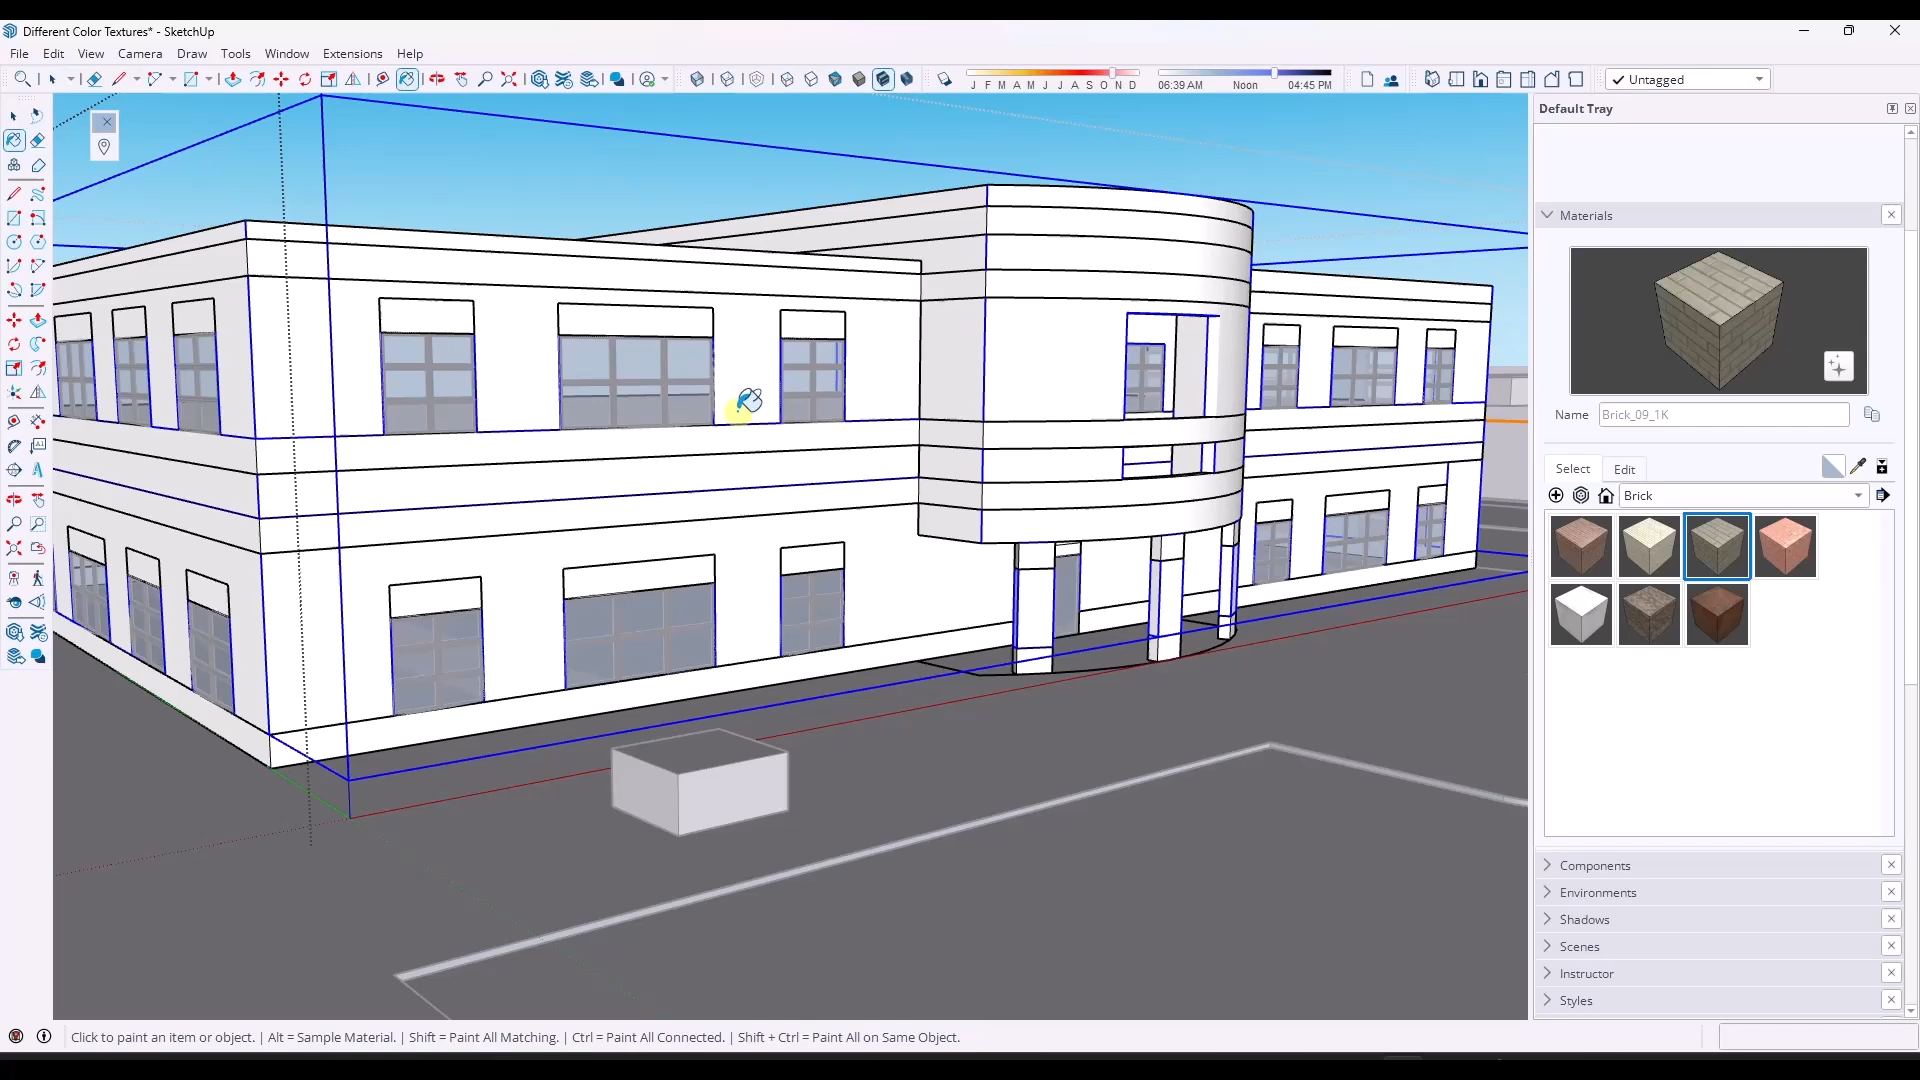 Different Color Textures* - SketchUp
File Edit View Camera Draw Tools Window Extensions Help
J F M A M J J A S O N D
06:39 AM Noon 04:45 PM
Untagged
Default Tray
Materials
Name Brick_09_1K
Select Edit
Brick
Components
Environments
Shadows
Scenes
Instructor
Styles
Click to paint an item or object. | Alt = Sample Material. | Shift = Paint All Matching. | Ctrl = Paint All Connected. | Shift + Ctrl = Paint All on Same Object.